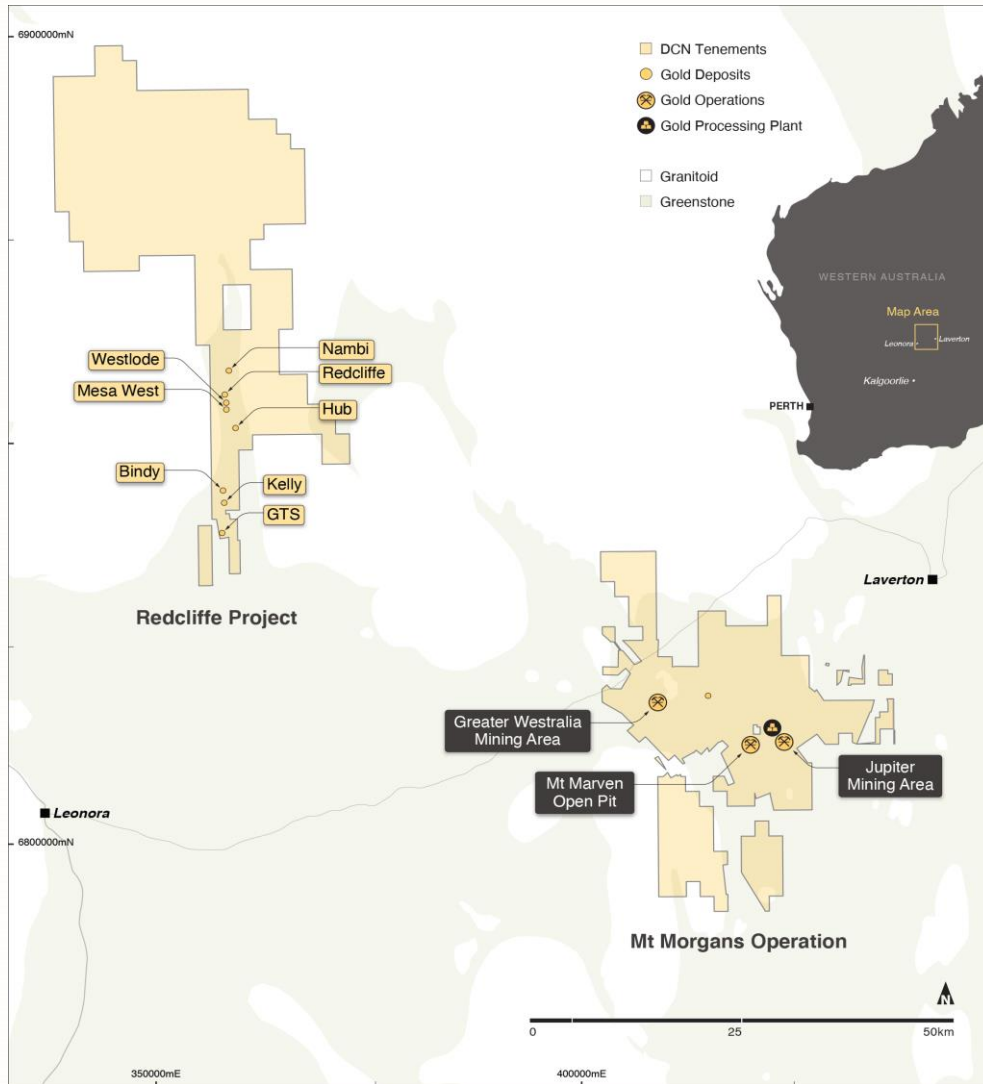 6900000mN
DCN Tenements
Gold Deposits
Gold Operations
Gold Processing Plant
Granitoid
Greenstone
WESTERN AUSTRALIA
Map Area
Leonora
Laverton
Kalgoorlie
PERTH
Westlode
Mesa West
Nambi
Redcliffe
Hub
Bindy
Kelly
GTS
Redcliffe Project
Laverton
Greater Westralia
Mining Area
Mt Marven
Open Pit
Jupiter
Mining Area
Leonora
6800000mN
Mt Morgans Operation
N
0
25
50km
350000mE
400000mE